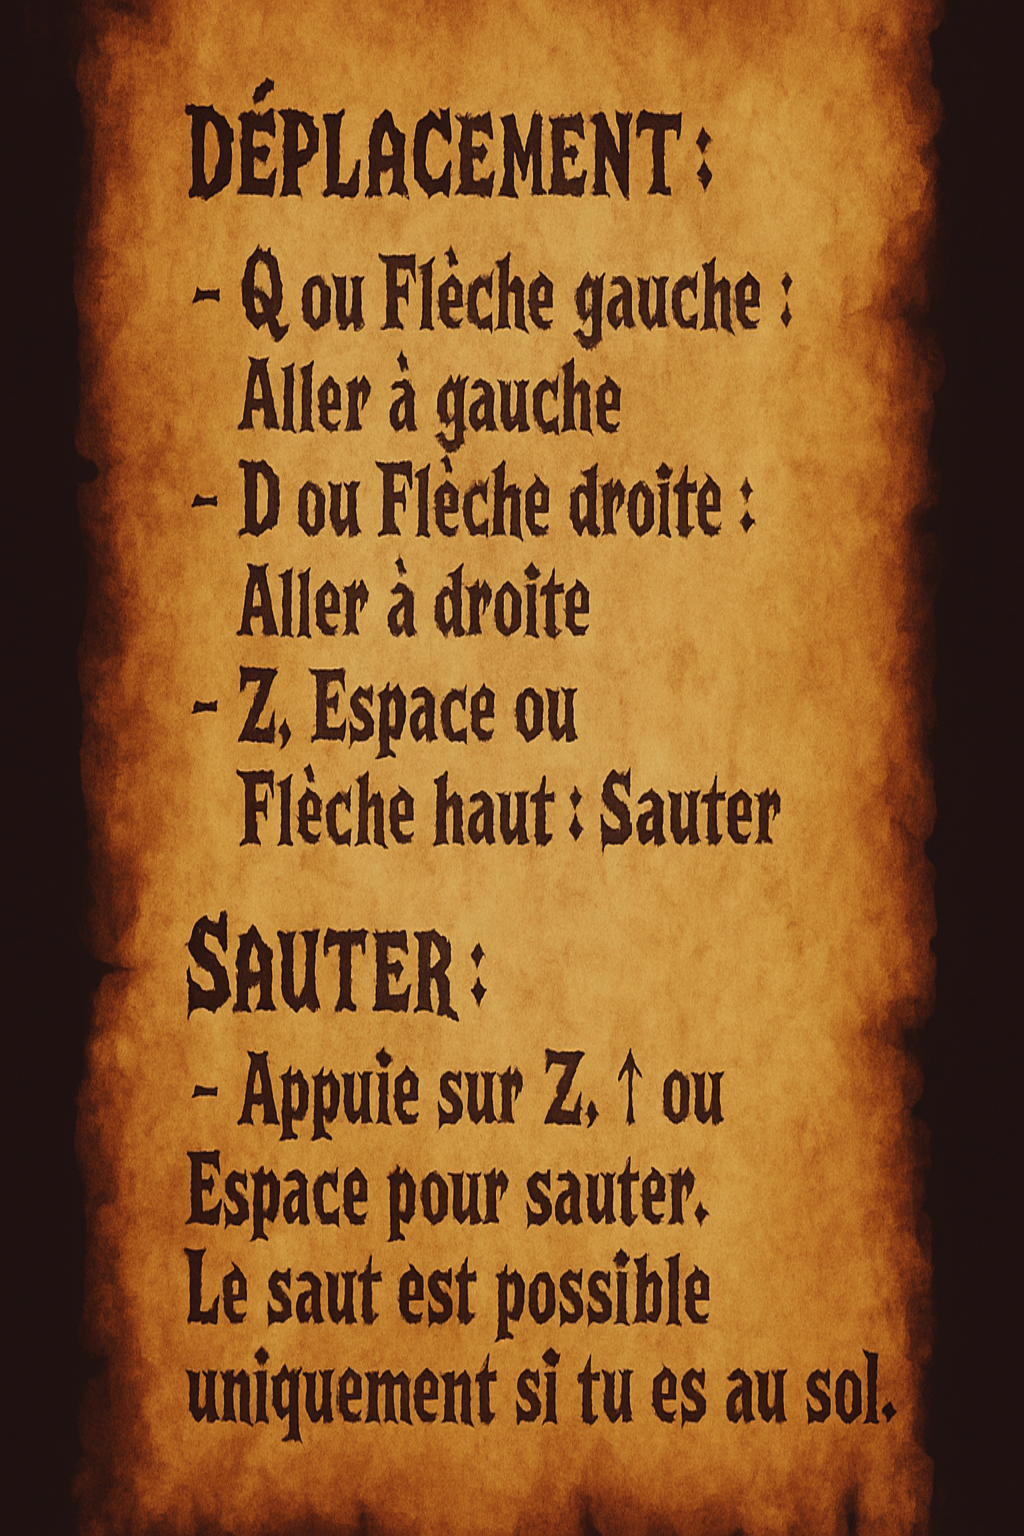 DÉPLACEMENT :
- Q ou Flèche gauche :
Aller à gauche
- D ou Flèche droite :
Aller à droite
- Z, Espace ou
Flèche haut : Sauter
SAUTER :
- Appuie sur Z, ↑ ou
Espace pour sauter.
Le saut est possible
uniquement si tu es au sol.